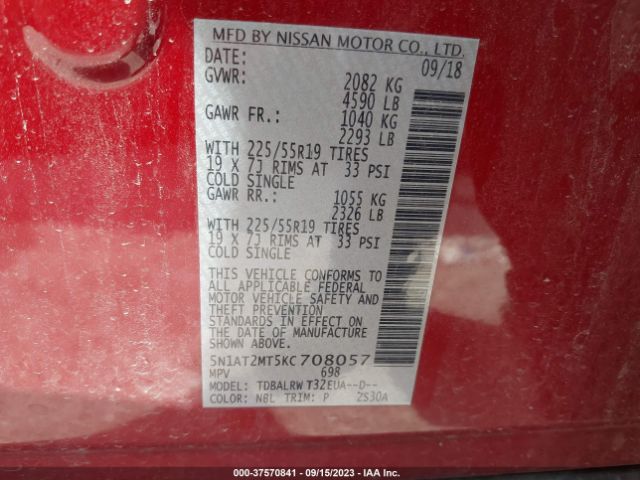 MFD BY NISSAN MOTOR CO., LTD.
DATE: 09/18
GVWR: 2082 KG
4590 LB
GAWR FR.: 1040 KG
2293 LB
WITH 225/55R19 TIRES
19 X 7J RIMS AT 33 PSI
COLD SINGLE
GAWR RR.: 1055 KG
2326 LB
WITH 225/55R19 TIRES
19 X 7J RIMS AT 33 PSI
COLD SINGLE
THIS VEHICLE CONFORMS TO
ALL APPLICABLE FEDERAL
MOTOR VEHICLE SAFETY AND
THEFT PREVENTION
STANDARDS IN EFFECT ON
THE DATE OF MANUFACTURE
SHOWN ABOVE.
5N1AT2MT5KC708057
MPV 698
MODEL: TDBALRW T32EUA--D--
COLOR: NBL TRIM: P ZS30A
000-37570841 - 09/15/2023 - IAA Inc.